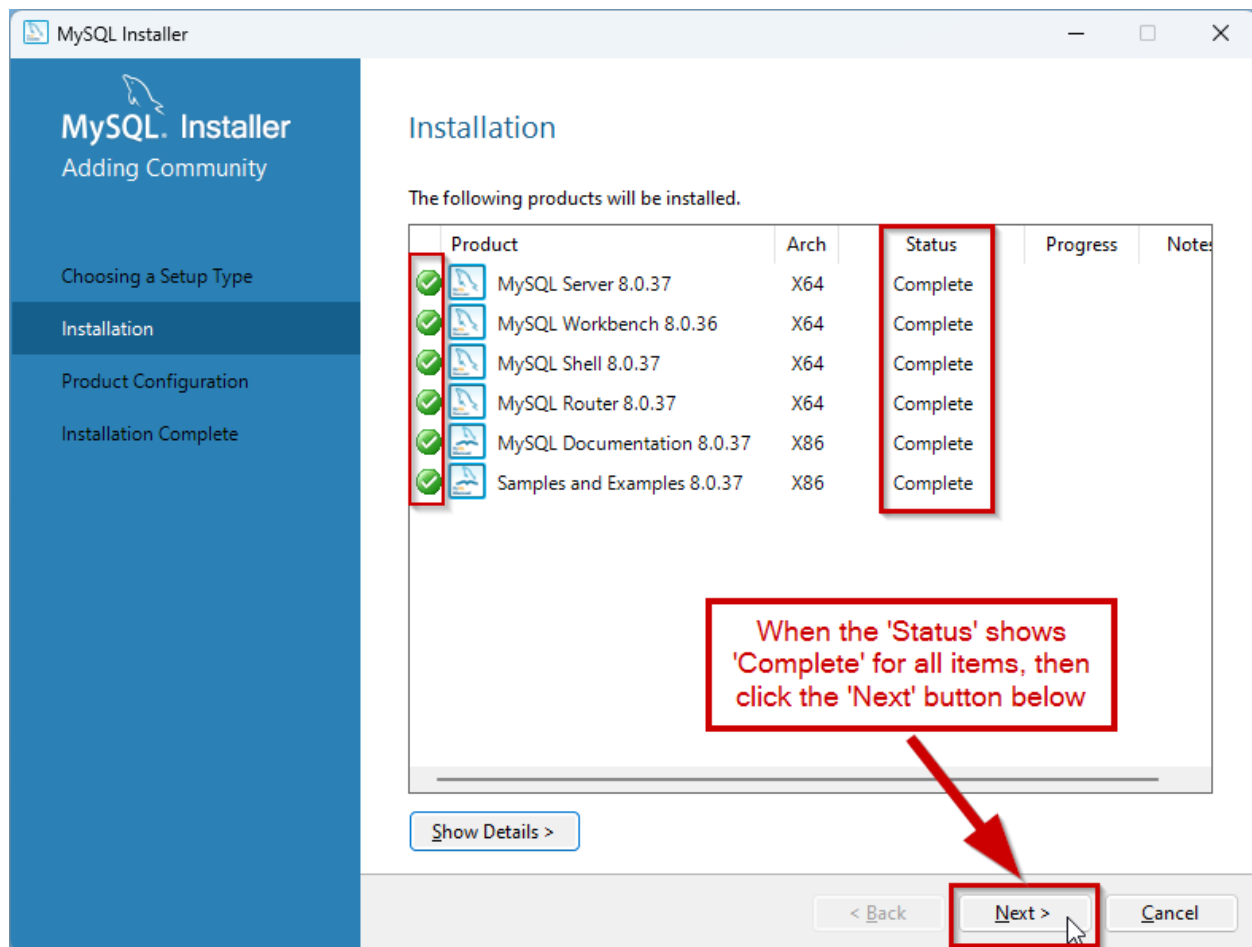 MySQL Installer
MySQL. Installer
Adding Community
Choosing a Setup Type
Installation
Product Configuration
Installation Complete
Installation
The following products will be installed.
Product Arch Status Progress Notes
MySQL Server 8.0.37 X64 Complete
MySQL Workbench 8.0.36 X64 Complete
MySQL Shell 8.0.37 X64 Complete
MySQL Router 8.0.37 X64 Complete
MySQL Documentation 8.0.37 X86 Complete
Samples and Examples 8.0.37 X86 Complete
When the 'Status' shows
'Complete' for all items, then
click the 'Next' button below
Show Details >
< Back Next > Cancel